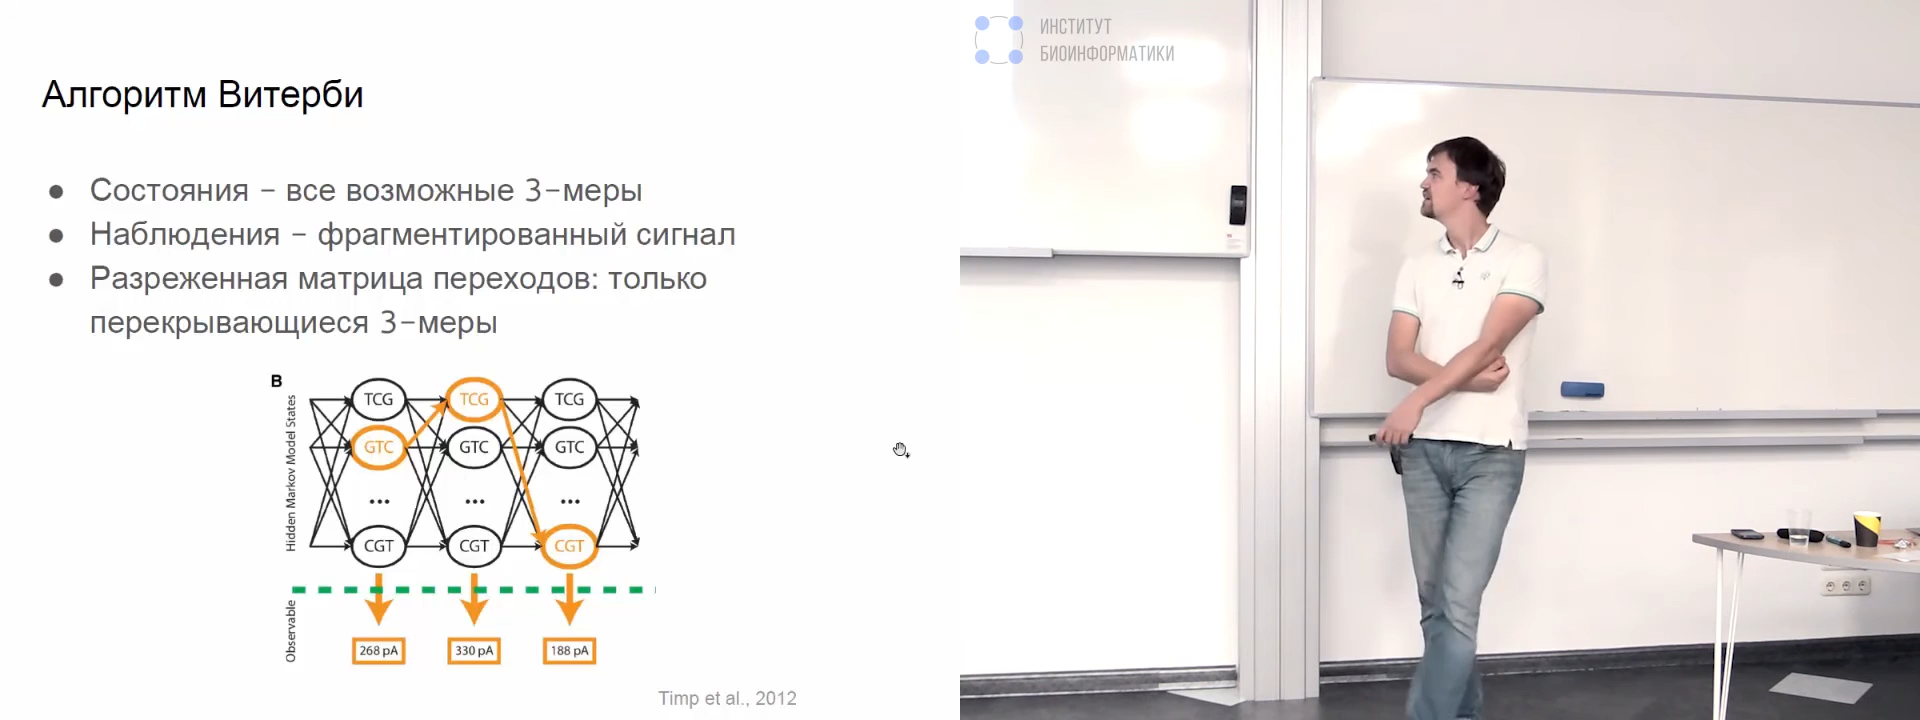 Алгоритм Витерби
● Состояния – все возможные 3-меры
● Наблюдения – фрагментированный сигнал
● Разреженная матрица переходов: только
перекрывающиеся 3-меры
B
Hidden Markov Model States
TCG TCG TCG
GTC GTC GTC
... ... ...
CGT CGT CGT
Observable
268 pA 330 pA 188 pA
Timp et al., 2012
ИНСТИТУТ
БИОИНФОРМАТИКИ